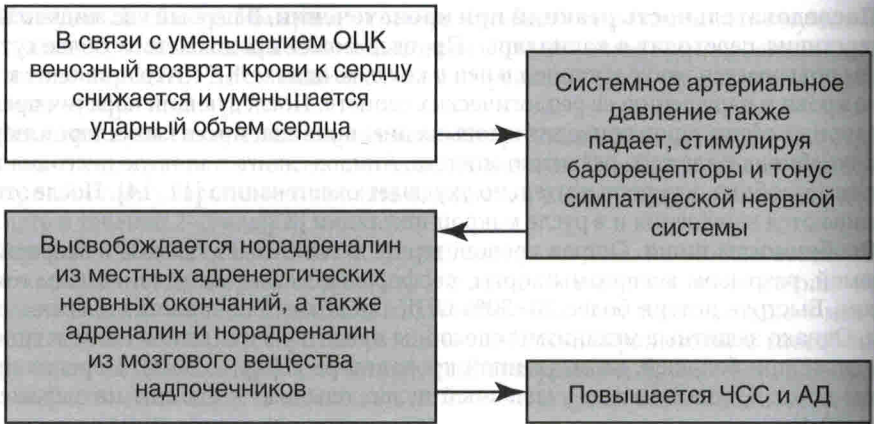 В связи с уменьшением ОЦК
венозный возврат крови к сердцу
снижается и уменьшается
ударный объем сердца
Системное артериальное
давление также
падает, стимулируя
барорецепторы и тонус
симпатической нервной
системы
Высвобождается норадреналин
из местных адренергических
нервных окончаний, а также
адреналин и норадреналин
из мозгового вещества
надпочечников
Повышается ЧСС и АД